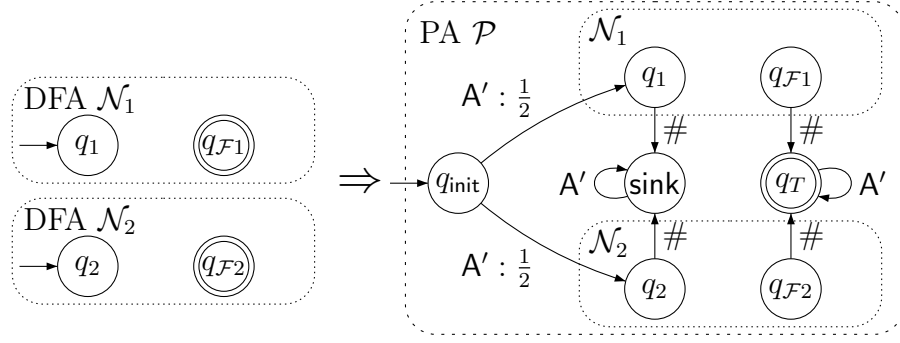 DFA 𝒩₁
q₁
q_ℱ1
DFA 𝒩₂
q₂
q_ℱ2
⇒
PA 𝒫
𝒩₁
q₁
q_ℱ1
A′ : 1/2
#
#
q_init
A′
sink
q_T
A′
A′ : 1/2
𝒩₂
#
#
q₂
q_ℱ2